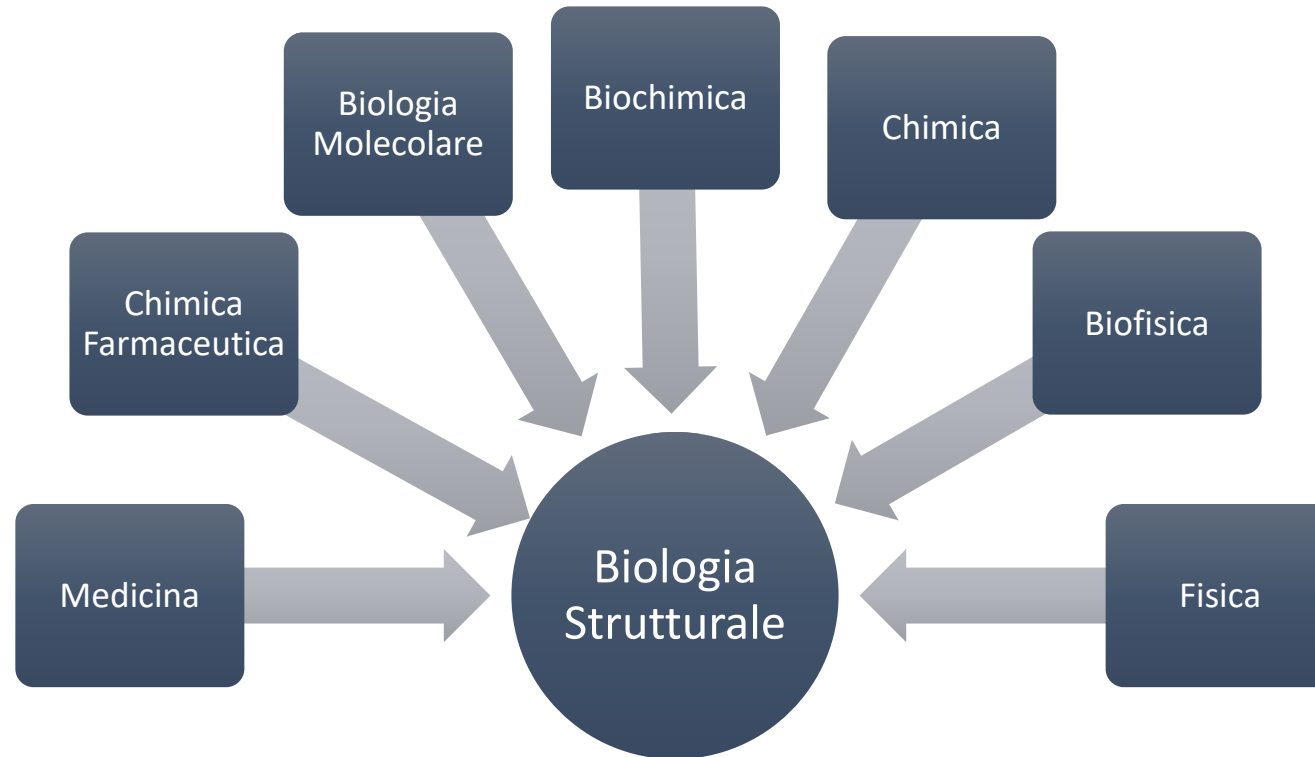 Biologia
Molecolare
Biochimica
Chimica
Chimica
Farmaceutica
Biofisica
Medicina
Biologia
Strutturale
Fisica